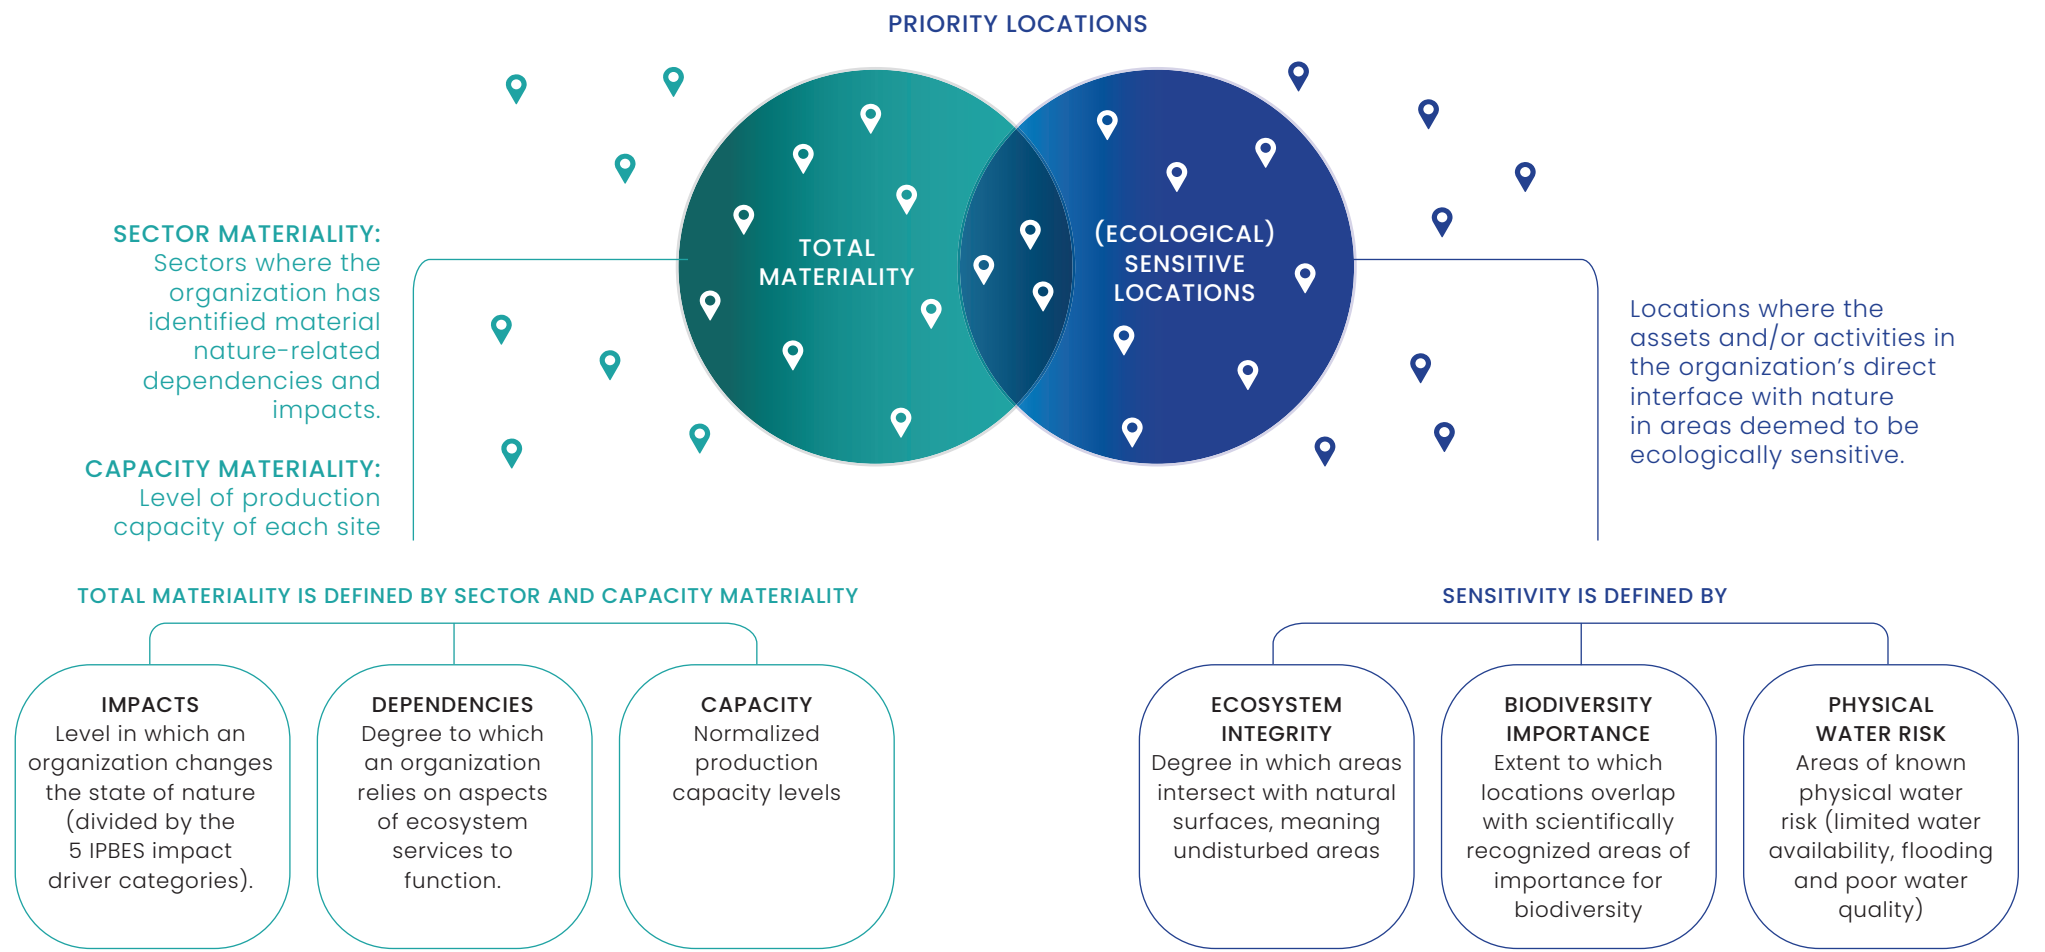 PRIORITY LOCATIONS
SECTOR MATERIALITY:
Sectors where the
organization has
identified material
nature-related
dependencies and
impacts.
CAPACITY MATERIALITY:
Level of production
capacity of each site
TOTAL
MATERIALITY
(ECOLOGICAL)
SENSITIVE
LOCATIONS
Locations where the
assets and/or activities in
the organization’s direct
interface with nature
in areas deemed to be
ecologically sensitive.
TOTAL MATERIALITY IS DEFINED BY SECTOR AND CAPACITY MATERIALITY
IMPACTS
Level in which an
organization changes
the state of nature
(divided by the
5 IPBES impact
driver categories).
DEPENDENCIES
Degree to which
an organization
relies on aspects
of ecosystem
services to
function.
CAPACITY
Normalized
production
capacity levels
SENSITIVITY IS DEFINED BY
ECOSYSTEM
INTEGRITY
Degree in which areas
intersect with natural
surfaces, meaning
undisturbed areas
BIODIVERSITY
IMPORTANCE
Extent to which
locations overlap
with scientifically
recognized areas of
importance for
biodiversity
PHYSICAL
WATER RISK
Areas of known
physical water
risk (limited water
availability, flooding
and poor water
quality)